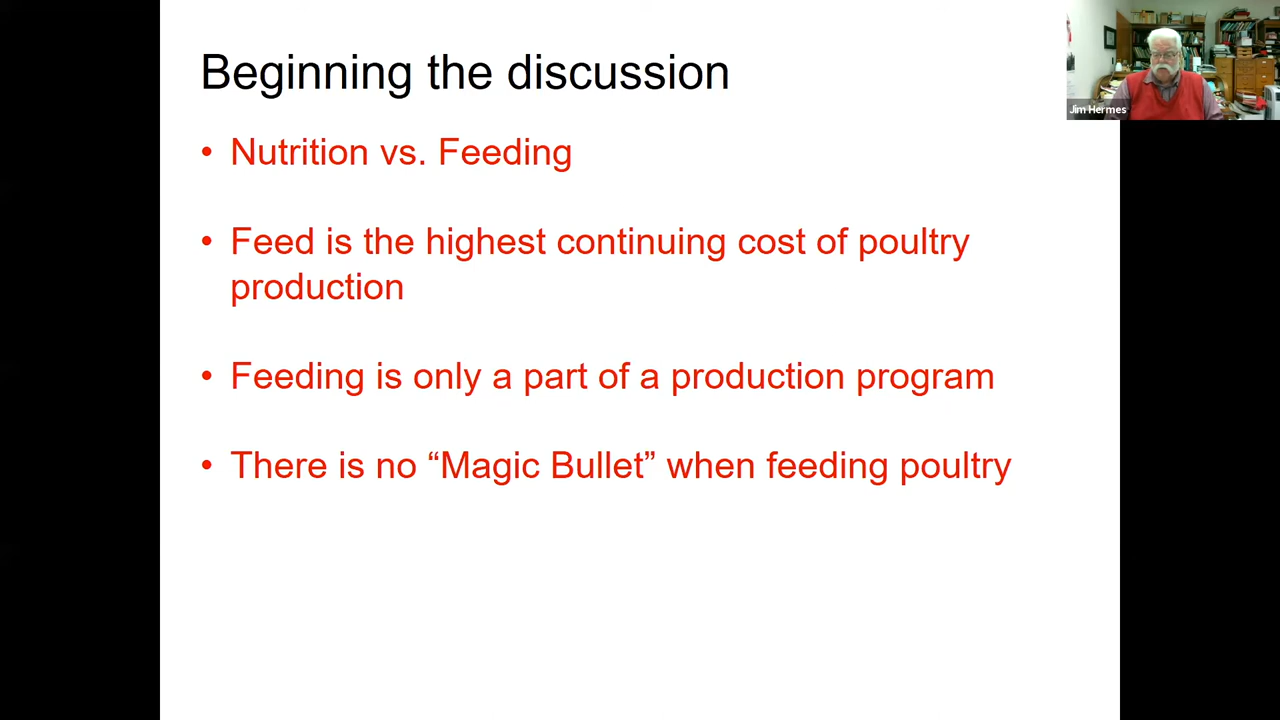 Beginning the discussion
• Nutrition vs. Feeding
• Feed is the highest continuing cost of poultry
production
• Feeding is only a part of a production program
• There is no “Magic Bullet” when feeding poultry
Jim Hermes